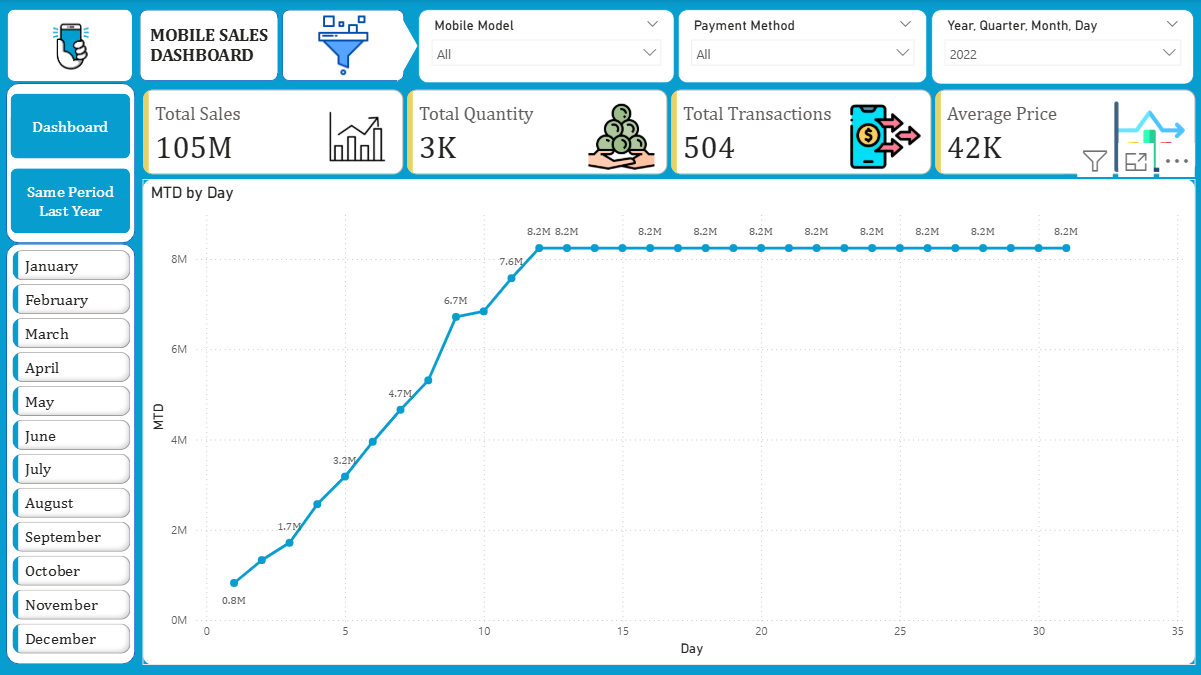 MOBILE SALES
DASHBOARD
Mobile Model
All
Payment Method
All
Year, Quarter, Month, Day
2022
Dashboard
Same Period
Last Year
January
February
March
April
May
June
July
August
September
October
November
December
Total Sales
105M
Total Quantity
3K
Total Transactions
504
$
Average Price
42K
MTD by Day
MTD
8M
6M
4M
2M
0M
0.8M
1.7M
3.2M
4.7M
6.7M
7.6M
8.2M 8.2M 8.2M 8.2M 8.2M 8.2M 8.2M 8.2M 8.2M 8.2M
0 5 10 15 20 25 30 35
Day